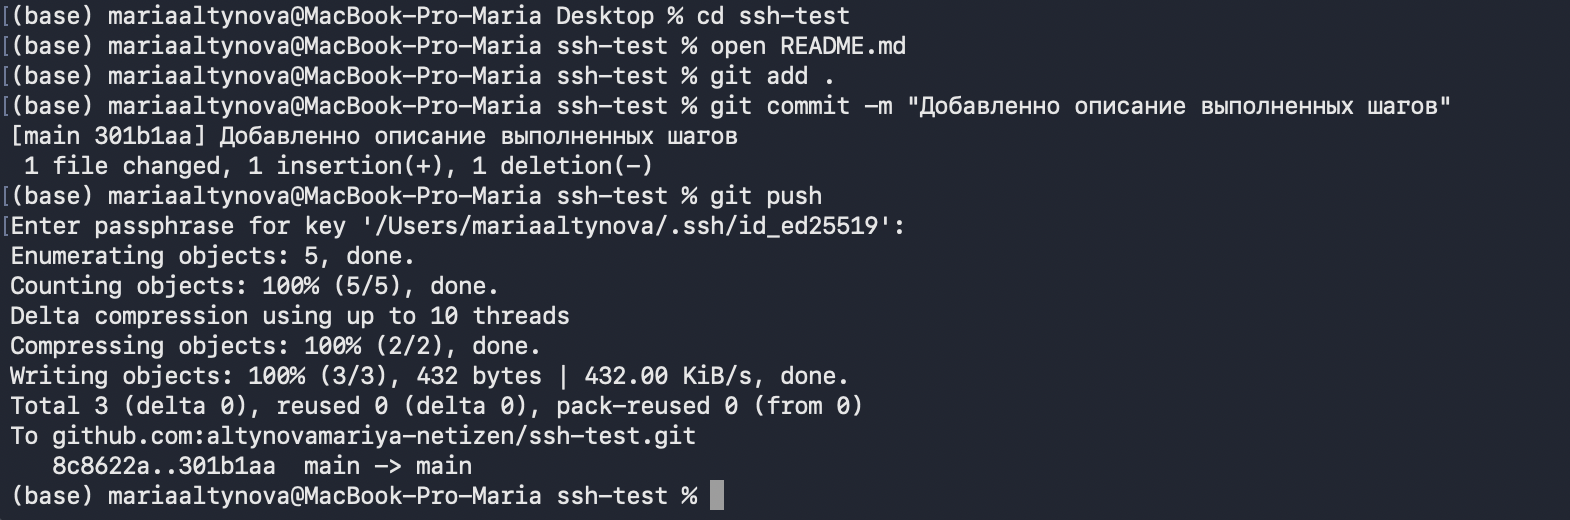 [(base) mariaaltynova@MacBook-Pro-Maria Desktop % cd ssh-test
[(base) mariaaltynova@MacBook-Pro-Maria ssh-test % open README.md
[(base) mariaaltynova@MacBook-Pro-Maria ssh-test % git add .
[(base) mariaaltynova@MacBook-Pro-Maria ssh-test % git commit -m "Добавленно описание выполненных шагов"
[main 301b1aa] Добавленно описание выполненных шагов
 1 file changed, 1 insertion(+), 1 deletion(-)
[(base) mariaaltynova@MacBook-Pro-Maria ssh-test % git push
[Enter passphrase for key '/Users/mariaaltynova/.ssh/id_ed25519':
Enumerating objects: 5, done.
Counting objects: 100% (5/5), done.
Delta compression using up to 10 threads
Compressing objects: 100% (2/2), done.
Writing objects: 100% (3/3), 432 bytes | 432.00 KiB/s, done.
Total 3 (delta 0), reused 0 (delta 0), pack-reused 0 (from 0)
To github.com:altynovamariya-netizen/ssh-test.git
   8c8622a..301b1aa  main -> main
(base) mariaaltynova@MacBook-Pro-Maria ssh-test %